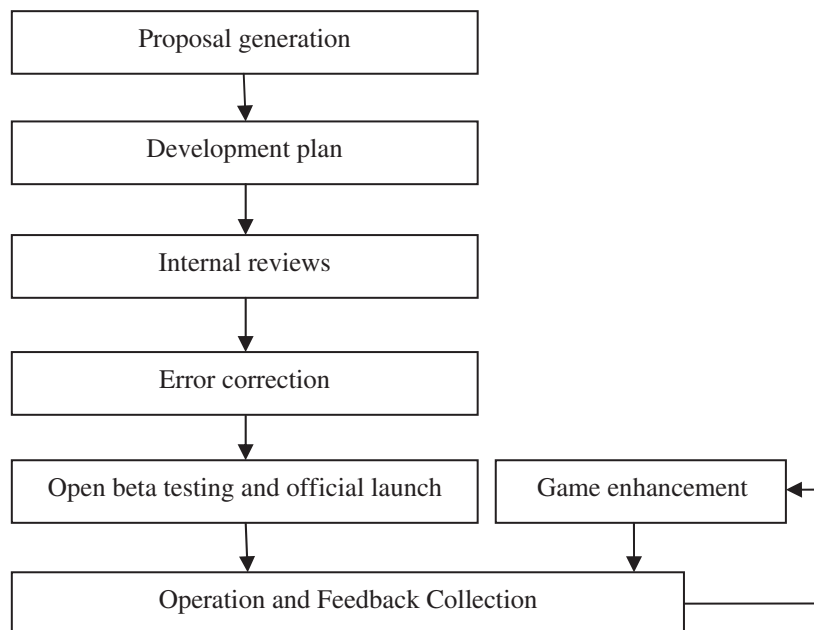 Proposal generation
Development plan
Internal reviews
Error correction
Open beta testing and official launch
Game enhancement
Operation and Feedback Collection